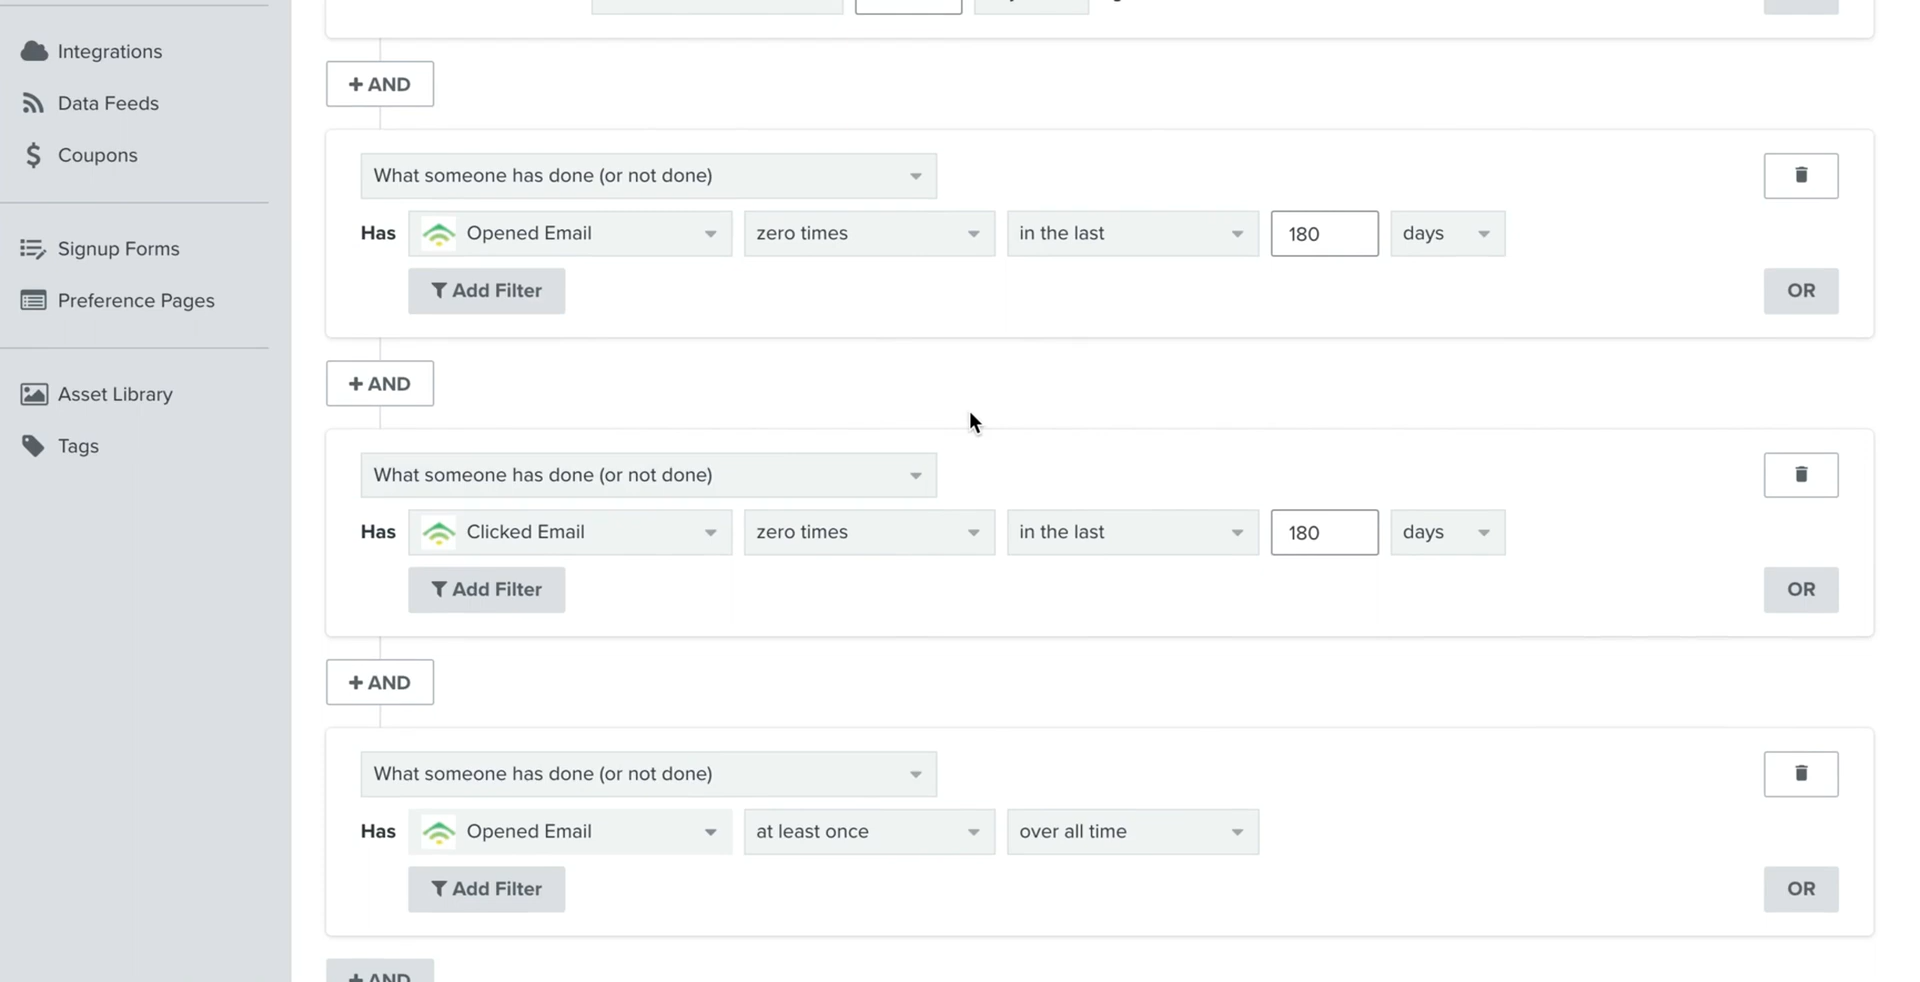 Integrations
Data Feeds
Coupons
Signup Forms
Preference Pages
Asset Library
Tags
+ AND
What someone has done (or not done)
Has Opened Email zero times in the last 180 days
Add Filter OR
+ AND
What someone has done (or not done)
Has Clicked Email zero times in the last 180 days
Add Filter OR
+ AND
What someone has done (or not done)
Has Opened Email at least once over all time
Add Filter OR
+ AND